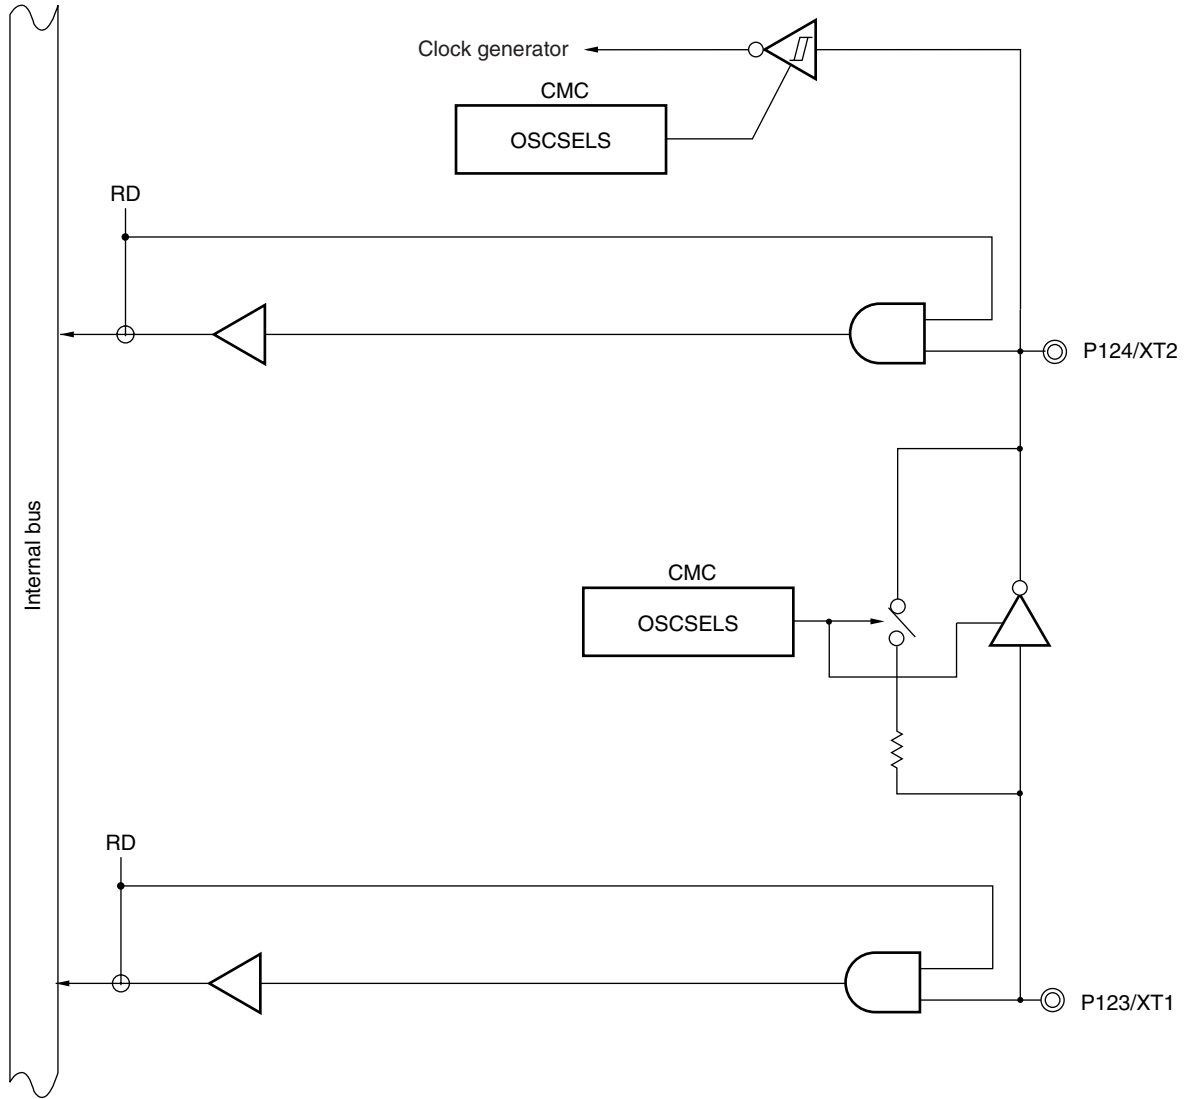 Clock generator
CMC
OSCSELS
RD
P124/XT2
Internal bus
CMC
OSCSELS
RD
P123/XT1